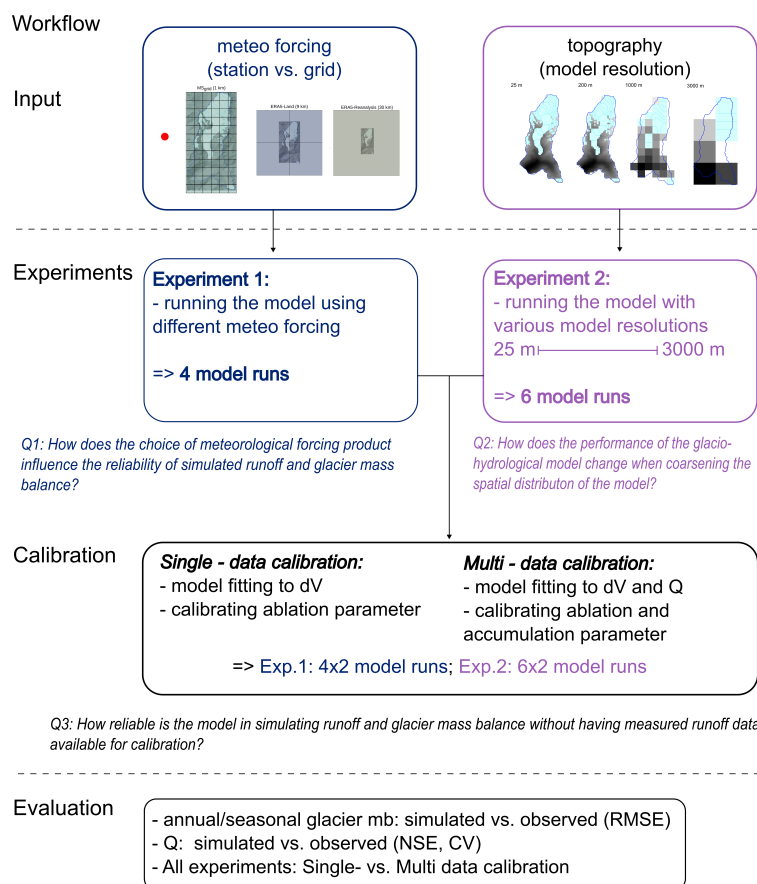 Workflow
Input
meteo forcing
(station vs. grid)
MSgrid (1 km)
ERA5-Land (9 km)
ERA5-Reanalysis (30 km)
topography
(model resolution)
25 m
200 m
1000 m
3000 m
Experiments
Experiment 1:
- running the model using
different meteo forcing
=> 4 model runs
Experiment 2:
- running the model with
various model resolutions
25 m 3000 m
=> 6 model runs
Q1: How does the choice of meteorological forcing product
influence the reliability of simulated runoff and glacier mass
balance?
Q2: How does the performance of the glacio-
hydrological model change when coarsening the
spatial distributon of the model?
Calibration
Single - data calibration:
- model fitting to dV
- calibrating ablation parameter
Multi - data calibration:
- model fitting to dV and Q
- calibrating ablation and
accumulation parameter
=> Exp.1: 4x2 model runs; Exp.2: 6x2 model runs
Q3: How reliable is the model in simulating runoff and glacier mass balance without having measured runoff data
available for calibration?
Evaluation
- annual/seasonal glacier mb: simulated vs. observed (RMSE)
- Q: simulated vs. observed (NSE, CV)
- All experiments: Single- vs. Multi data calibration